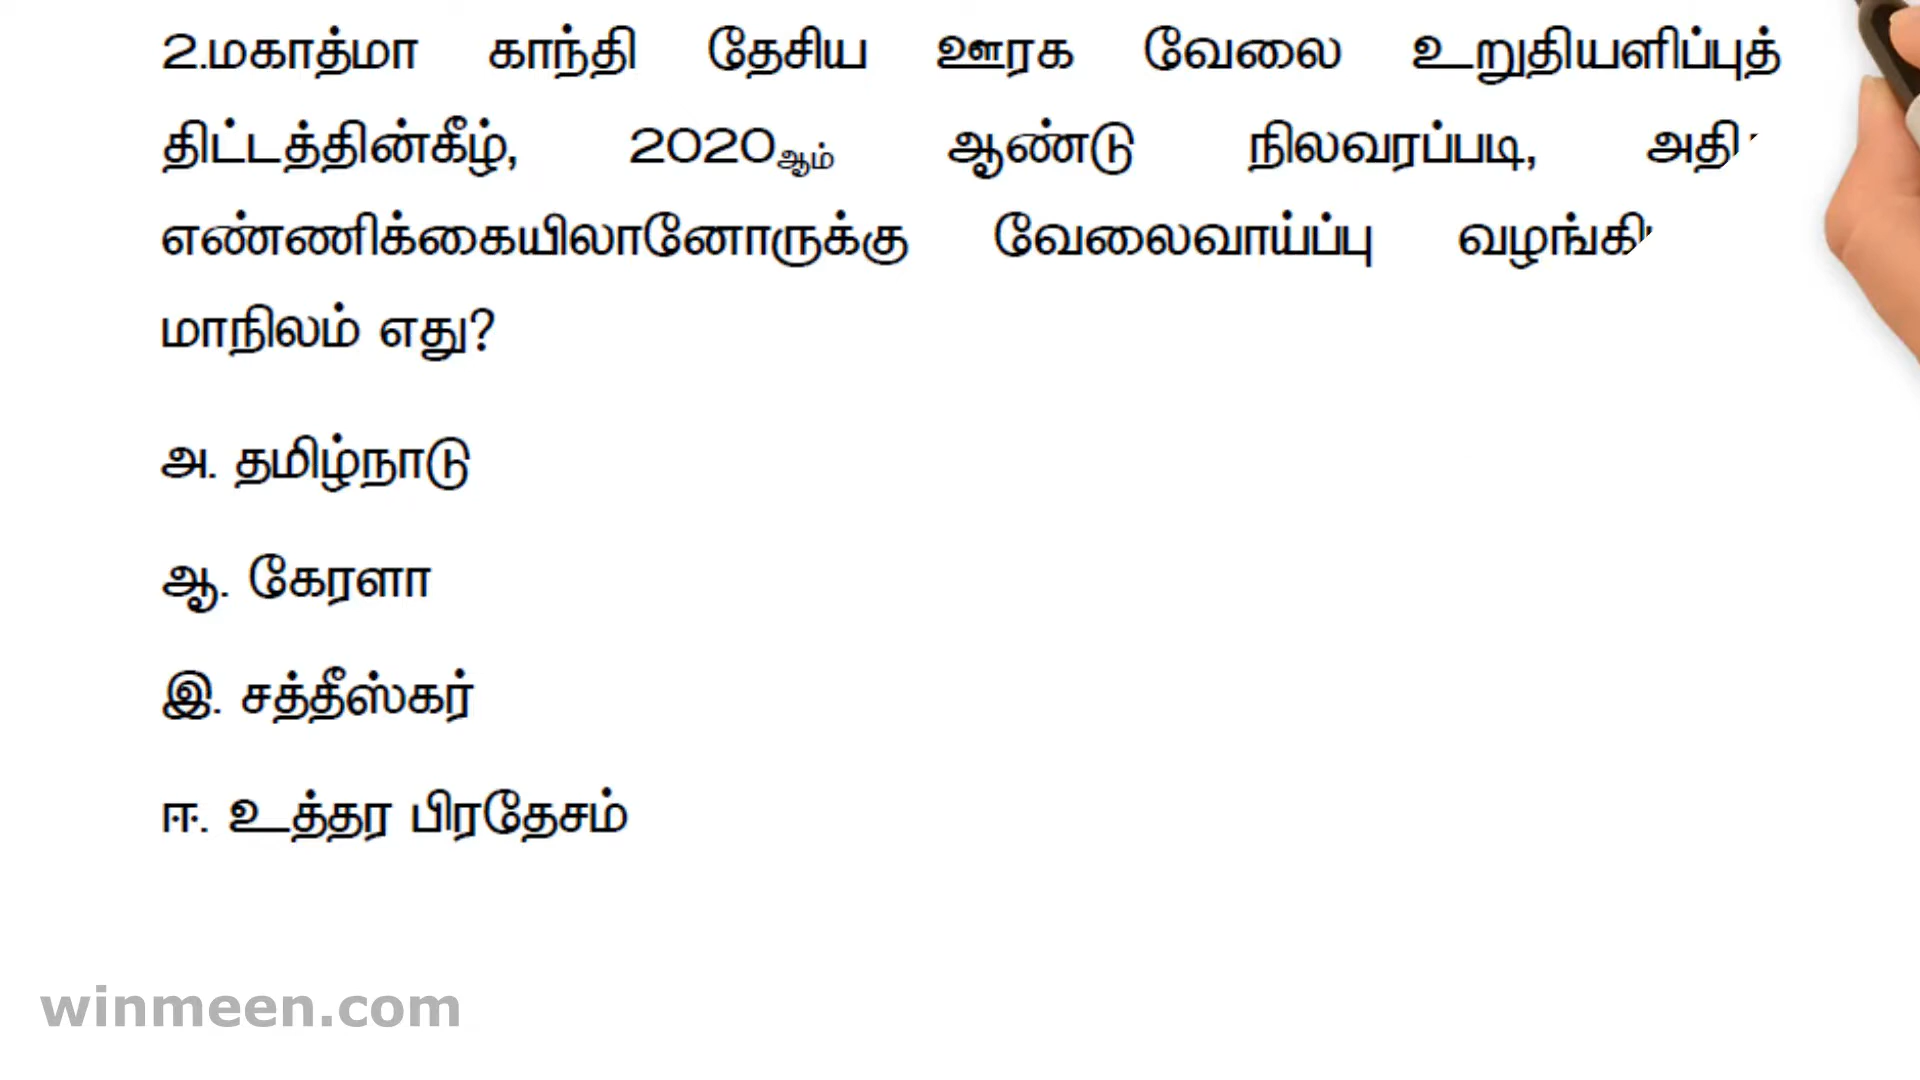 2.மகாத்மா காந்தி தேசிய ஊரக வேலை உறுதியளிப்புத்
திட்டத்தின்கீழ், 2020ஆம் ஆண்டு நிலவரப்படி,
எண்ணிக்கையிலானோருக்கு வேலைவாய்ப்பு
மாநிலம் எது?
அ. தமிழ்நாடு
ஆ. கேரளா
இ. சத்தீஸ்கர்
ஈ. உத்தர பிரதேசம்
winmeen.com